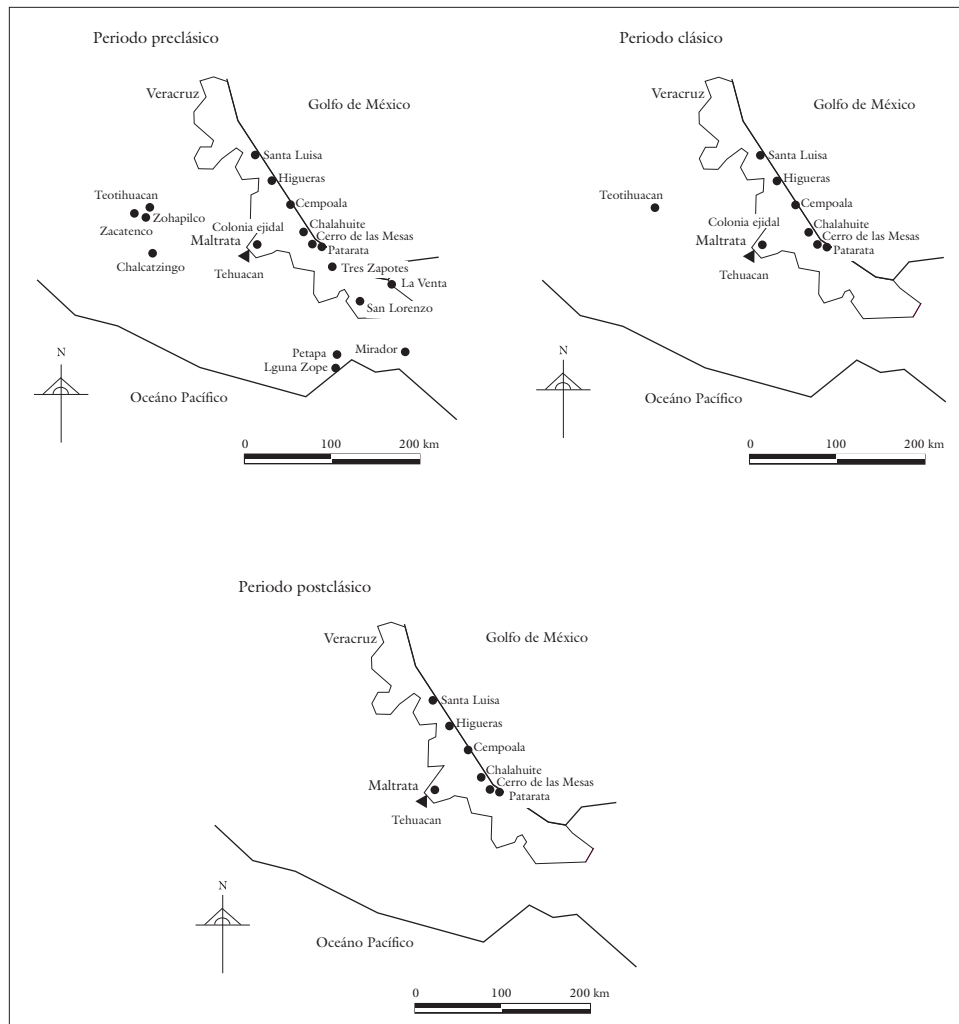 Periodo preclásico
Veracruz
Golfo de México
Santa Luisa
Higueras
Teotihuacan
Cempoala
Zohapilco
Zacatenco
Colonia ejidal
Chalahuite
Maltrata
Cerro de las Mesas
Patarata
Chalcatzingo
Tehuacan
Tres Zapotes
La Venta
San Lorenzo
N
Petapa
Mirador
Lguna Zope
Oceáno Pacífico
0 100 200 km
Periodo clásico
Veracruz
Golfo de México
Santa Luisa
Higueras
Teotihuacan
Cempoala
Colonia ejidal
Chalahuite
Maltrata
Cerro de las Mesas
Patarata
Tehuacan
N
Oceáno Pacífico
0 100 200 km
Periodo postclásico
Veracruz
Golfo de México
Santa Luisa
Higueras
Cempoala
Chalahuite
Maltrata
Cerro de las Mesas
Patarata
Tehuacan
N
Oceáno Pacífico
0 100 200 km